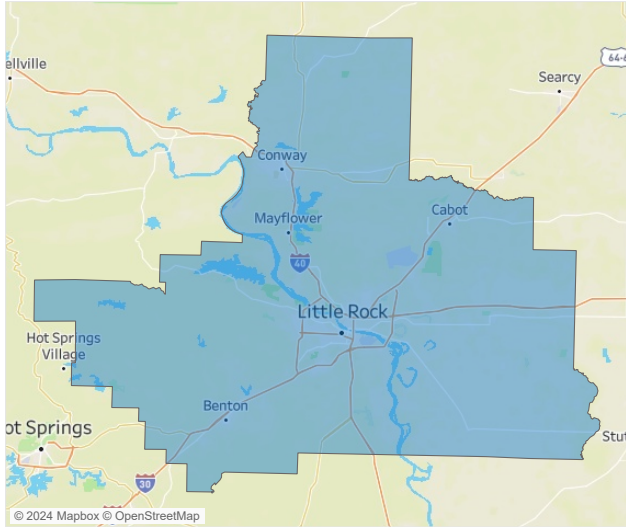 ellville
64-6
Searcy
Conway
Cabot
Mayflower
40
Little Rock
Hot Springs
Village
Benton
ot Springs
Stut
30
© 2024 Mapbox © OpenStreetMap